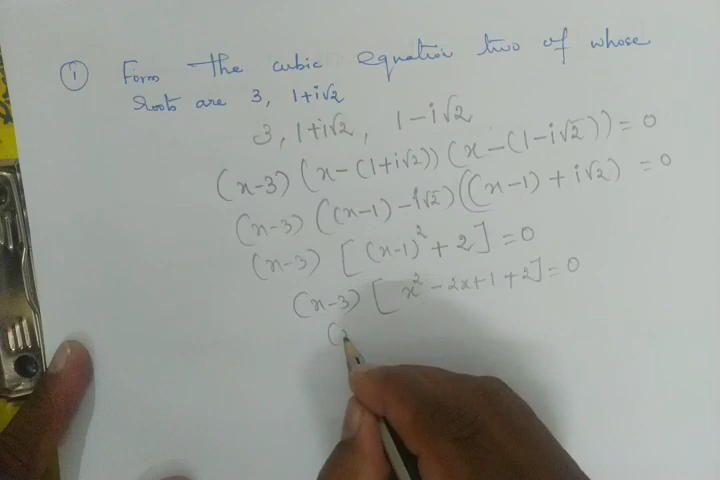 ① Form the cubic equation two of whose
roots are 3, 1+i√2
3, 1+i√2, 1-i√2
(x-3)(x-(1+i√2))(x-(1-i√2))=0
(x-3)((x-1)-i√2)((x-1)+i√2)=0
(x-3)[(x-1)²+2]=0
(x-3)[x²-2x+1+2]=0
(x